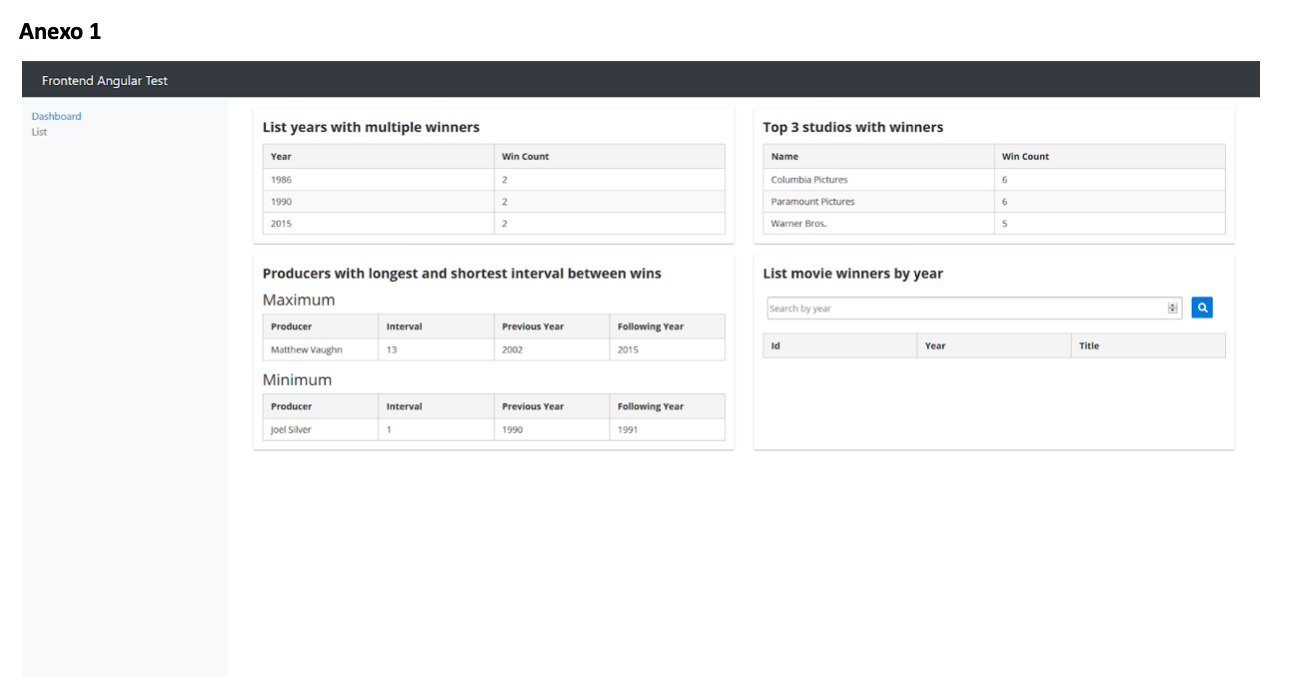 Anexo 1
Frontend Angular Test
Dashboard
List
List years with multiple winners
Year Win Count
1986 2
1990 2
2015 2
Top 3 studios with winners
Name Win Count
Columbia Pictures 6
Paramount Pictures 6
Warner Bros. 5
Producers with longest and shortest interval between wins
Maximum
Producer Interval Previous Year Following Year
Matthew Vaughn 13 2002 2015
Minimum
Producer Interval Previous Year Following Year
Joel Silver 1 1990 1991
List movie winners by year
Search by year
Id Year Title